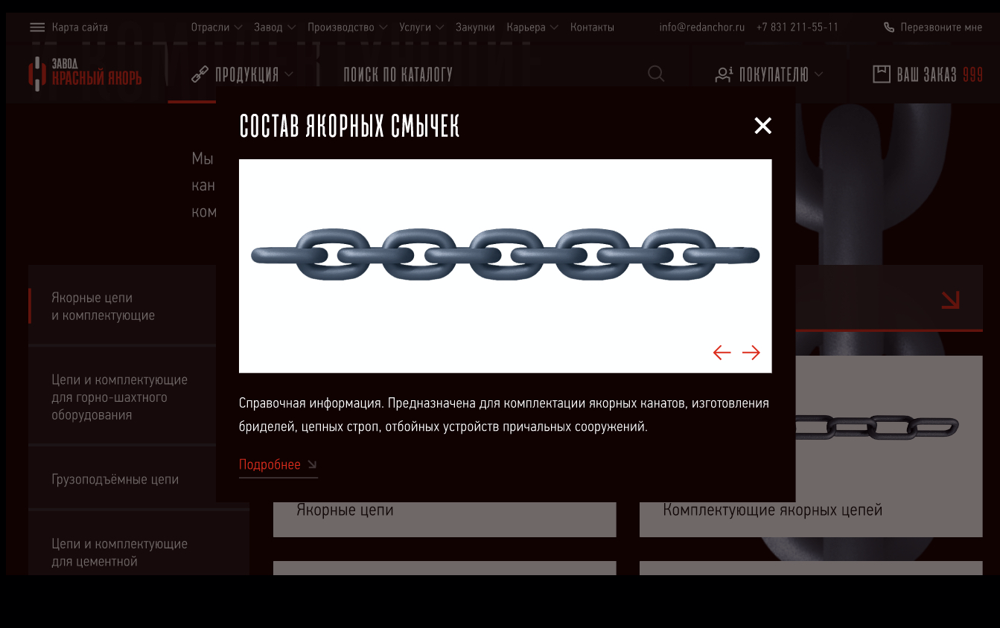 Карта сайта
Отрасли
Завод
Производство
Услуги
Закупки
Карьера
Контакты
info@redanchor.ru
+7 831 211-55-11
Перезвоните мне
ЗАВОД
КРАСНЫЙ ЯКОРЬ
ПРОДУКЦИЯ
ПОИСК ПО КАТАЛОГУ
ПОКУПАТЕЛЮ
ВАШ ЗАКАЗ 999
СОСТАВ ЯКОРНЫХ СМЫЧЕК
Мы
кан
ком
Якорные цепи
и комплектующие
Цепи и комплектующие
для горно-шахтного
оборудования
Грузоподъёмные цепи
Цепи и комплектующие
для цементной
Справочная информация. Предназначена для комплектации якорных канатов, изготовления
бриделей, цепных строп, отбойных устройств причальных сооружений.
Подробнее
Якорные цепи
Комплектующие якорных цепей